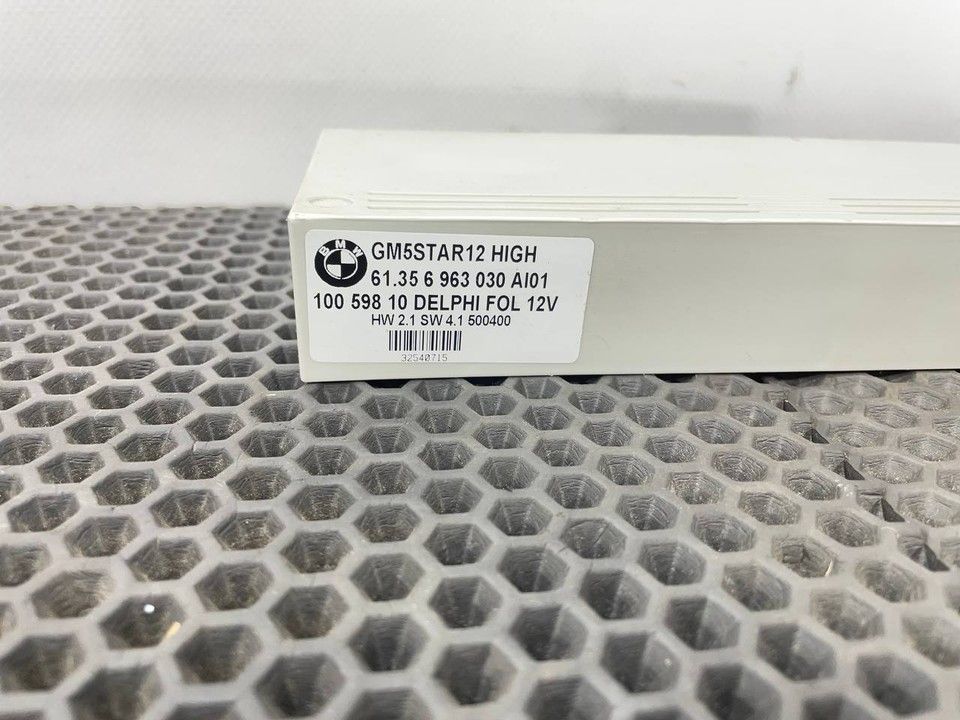 BMW
GM5STAR12 HIGH
61.35 6 963 030 AI01
100 598 10 DELPHI FOL 12V
HW 2.1 SW 4.1 500400
32540715